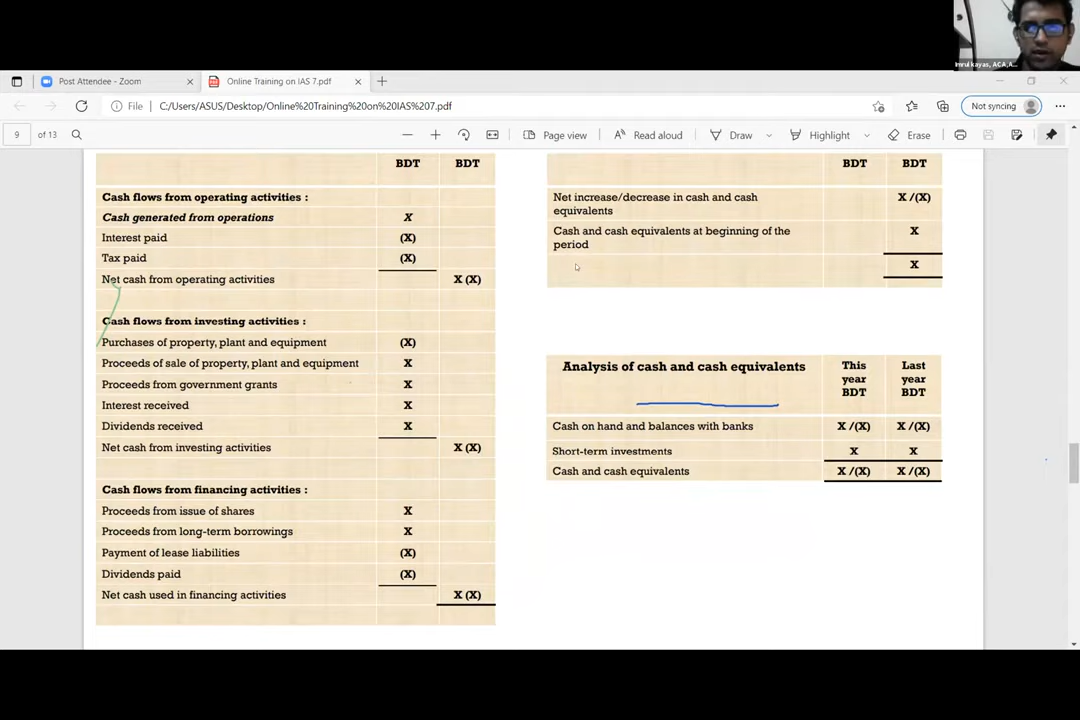 Imrul kayas, ACA,A...
Post Attendee - Zoom
Online Training on IAS 7.pdf
File
C:/Users/ASUS/Desktop/Online%20Training%20on%20IAS%207.pdf
Not syncing
9 of 13
Page view
Read aloud
Draw
Highlight
Erase
BDT BDT
Cash flows from operating activities :
Cash generated from operations X
Interest paid (X)
Tax paid (X)
Net cash from operating activities X (X)
Cash flows from investing activities :
Purchases of property, plant and equipment (X)
Proceeds of sale of property, plant and equipment X
Proceeds from government grants X
Interest received X
Dividends received X
Net cash from investing activities X (X)
Cash flows from financing activities :
Proceeds from issue of shares X
Proceeds from long-term borrowings X
Payment of lease liabilities (X)
Dividends paid (X)
Net cash used in financing activities X (X)
BDT BDT
Net increase/decrease in cash and cash X /(X)
equivalents
Cash and cash equivalents at beginning of the X
period
X
Analysis of cash and cash equivalents This Last
year year
BDT BDT
Cash on hand and balances with banks X /(X) X /(X)
Short-term investments X X
Cash and cash equivalents X /(X) X /(X)